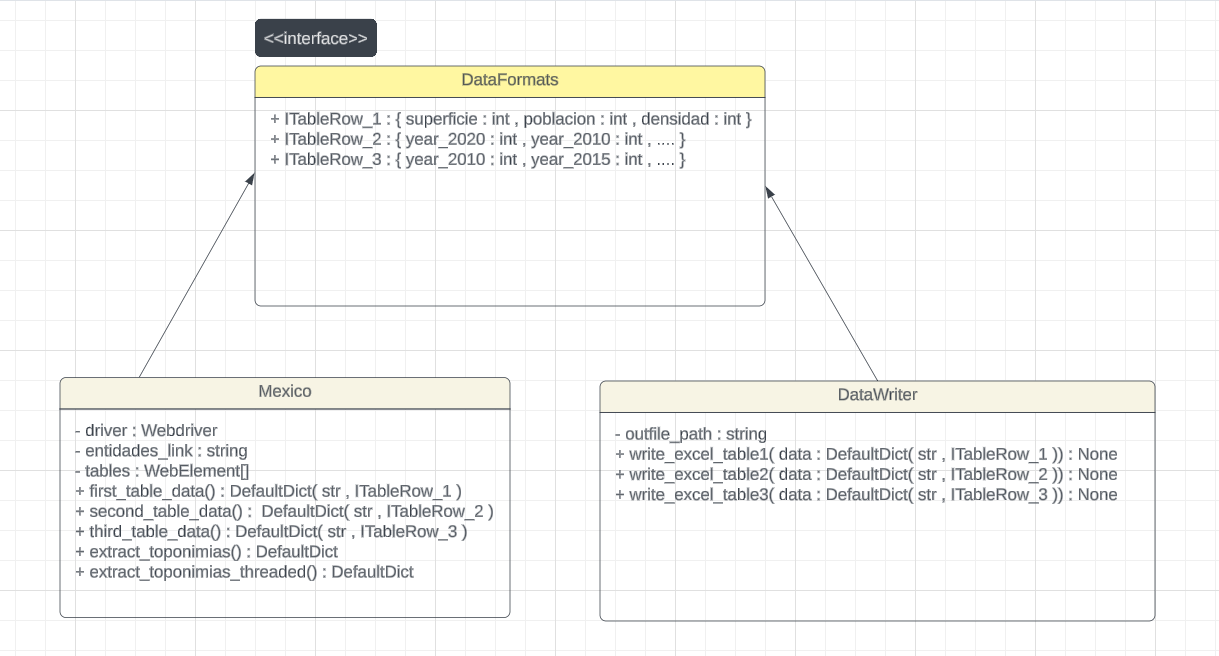 <<interface>>
DataFormats
+ ITableRow_1 : { superficie : int , poblacion : int , densidad : int }
+ ITableRow_2 : { year_2020 : int , year_2010 : int , .... }
+ ITableRow_3 : { year_2010 : int , year_2015 : int , .... }
Mexico
- driver : Webdriver
- entidades_link : string
- tables : WebElement[]
+ first_table_data() : DefaultDict( str , ITableRow_1 )
+ second_table_data() :  DefaultDict( str , ITableRow_2 )
+ third_table_data() : DefaultDict( str , ITableRow_3 )
+ extract_toponimias() : DefaultDict
+ extract_toponimias_threaded() : DefaultDict
DataWriter
- outfile_path : string
+ write_excel_table1( data : DefaultDict( str , ITableRow_1 )) : None
+ write_excel_table2( data : DefaultDict( str , ITableRow_2 )) : None
+ write_excel_table3( data : DefaultDict( str , ITableRow_3 )) : None